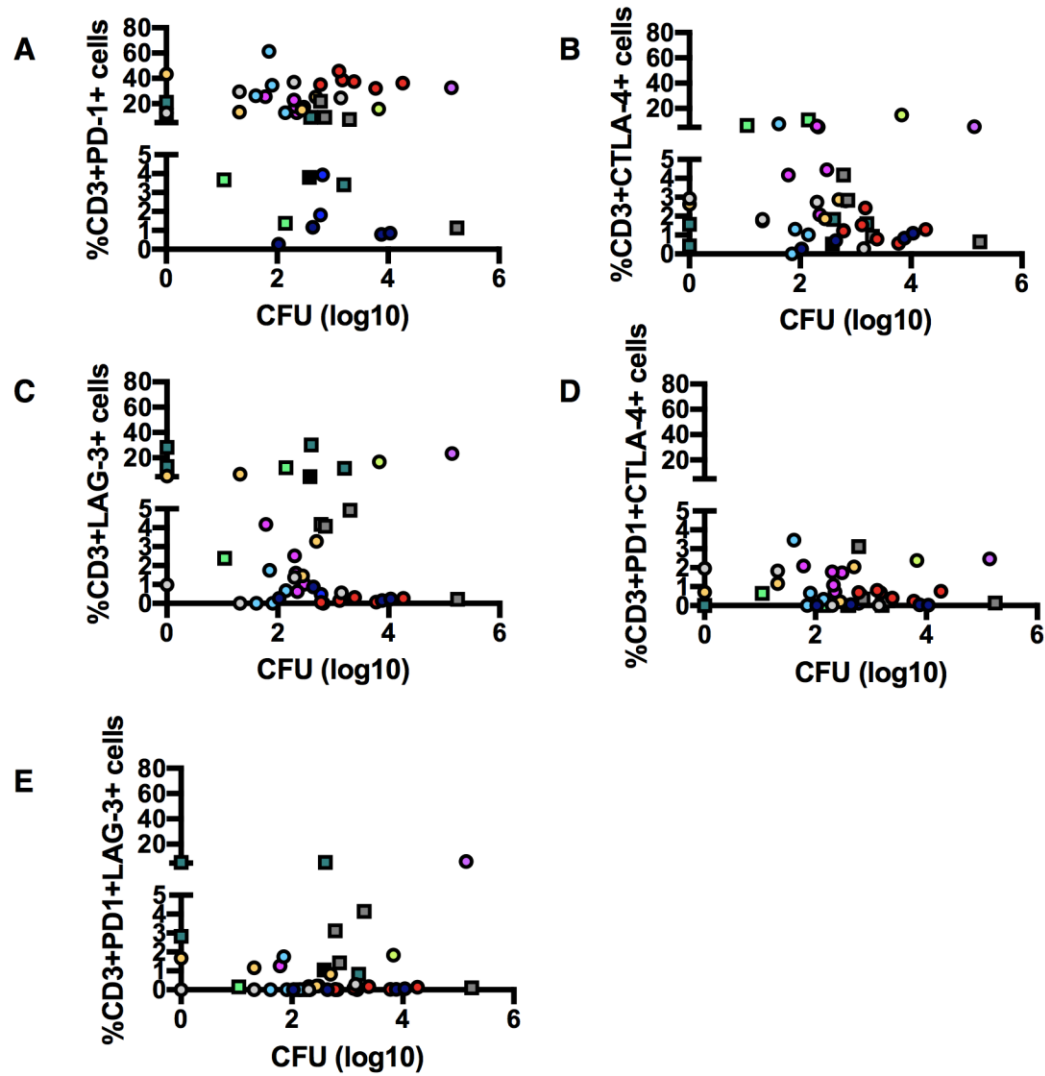 A
%CD3+PD-1+ cells
80
60
40
20
5
4
3
2
1
0
0 2 4 6
CFU (log10)
B
%CD3+CTLA-4+ cells
80
60
40
20
5
4
3
2
1
0
0 2 4 6
CFU (log10)
C
%CD3+LAG-3+ cells
80
60
40
20
5
4
3
2
1
0
0 2 4 6
CFU (log10)
D
%CD3+PD1+CTLA-4+ cells
80
60
40
20
5
4
3
2
1
0
0 2 4 6
CFU (log10)
E
%CD3+PD1+LAG-3+ cells
80
60
40
20
5
4
3
2
1
0
0 2 4 6
CFU (log10)